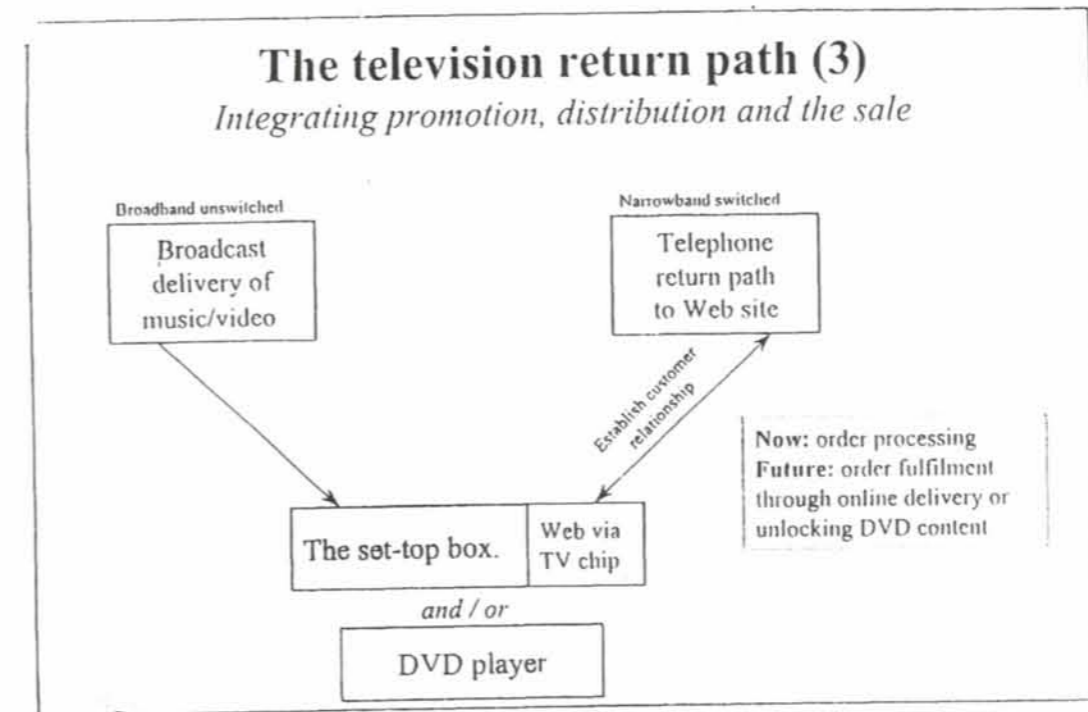 The television return path (3)
Integrating promotion, distribution and the sale
Broadband unswitched
Broadcast
delivery of
music/video
Narrowband switched
Telephone
return path
to Web site
Establish customer
relationship
Now: order processing
Future: order fulfilment
through online delivery or
unlocking DVD content
The set-top box.
Web via
TV chip
and / or
DVD player